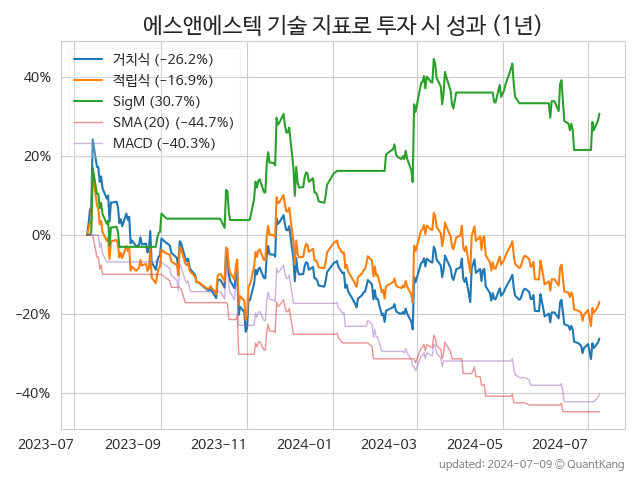 에스앤에스텍 기술 지표로 투자 시 성과 (1년)
거치식 (−26.2%)
적립식 (−16.9%)
SigM (30.7%)
SMA(20) (−44.7%)
MACD (−40.3%)
40%
20%
0%
−20%
−40%
2023-07 2023-09 2023-11 2024-01 2024-03 2024-05 2024-07
updated: 2024-07-09 © QuantKang